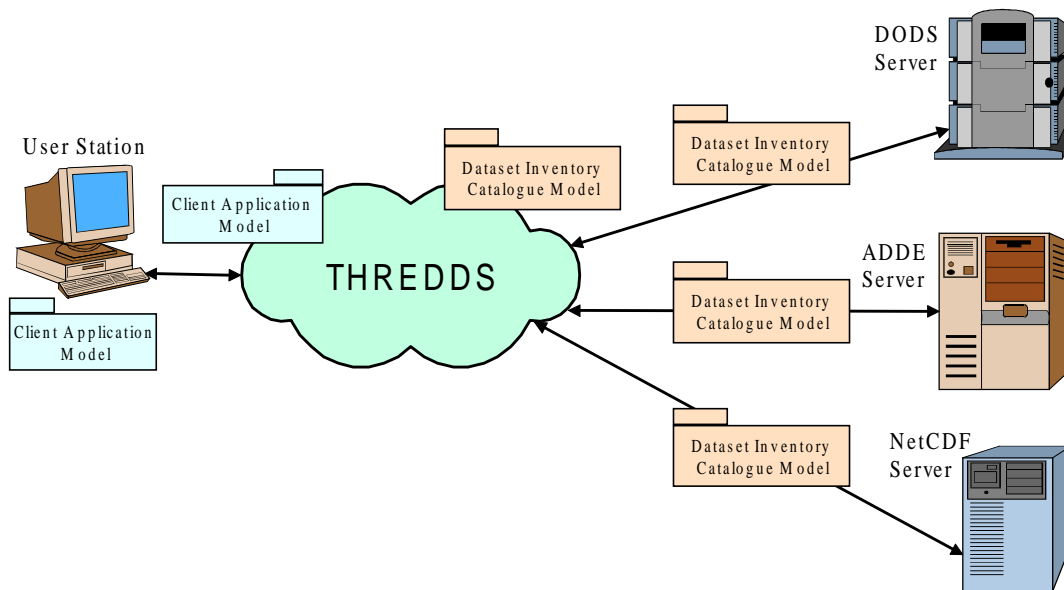 DODS
Server
User Station
Dataset Inventory
Catalogue Model
Dataset Inventory
Catalogue Model
Client Application
Model
THREDDS
ADDE
Server
Client Application
Model
Dataset Inventory
Catalogue Model
Dataset Inventory
Catalogue Model
NetCDF
Server